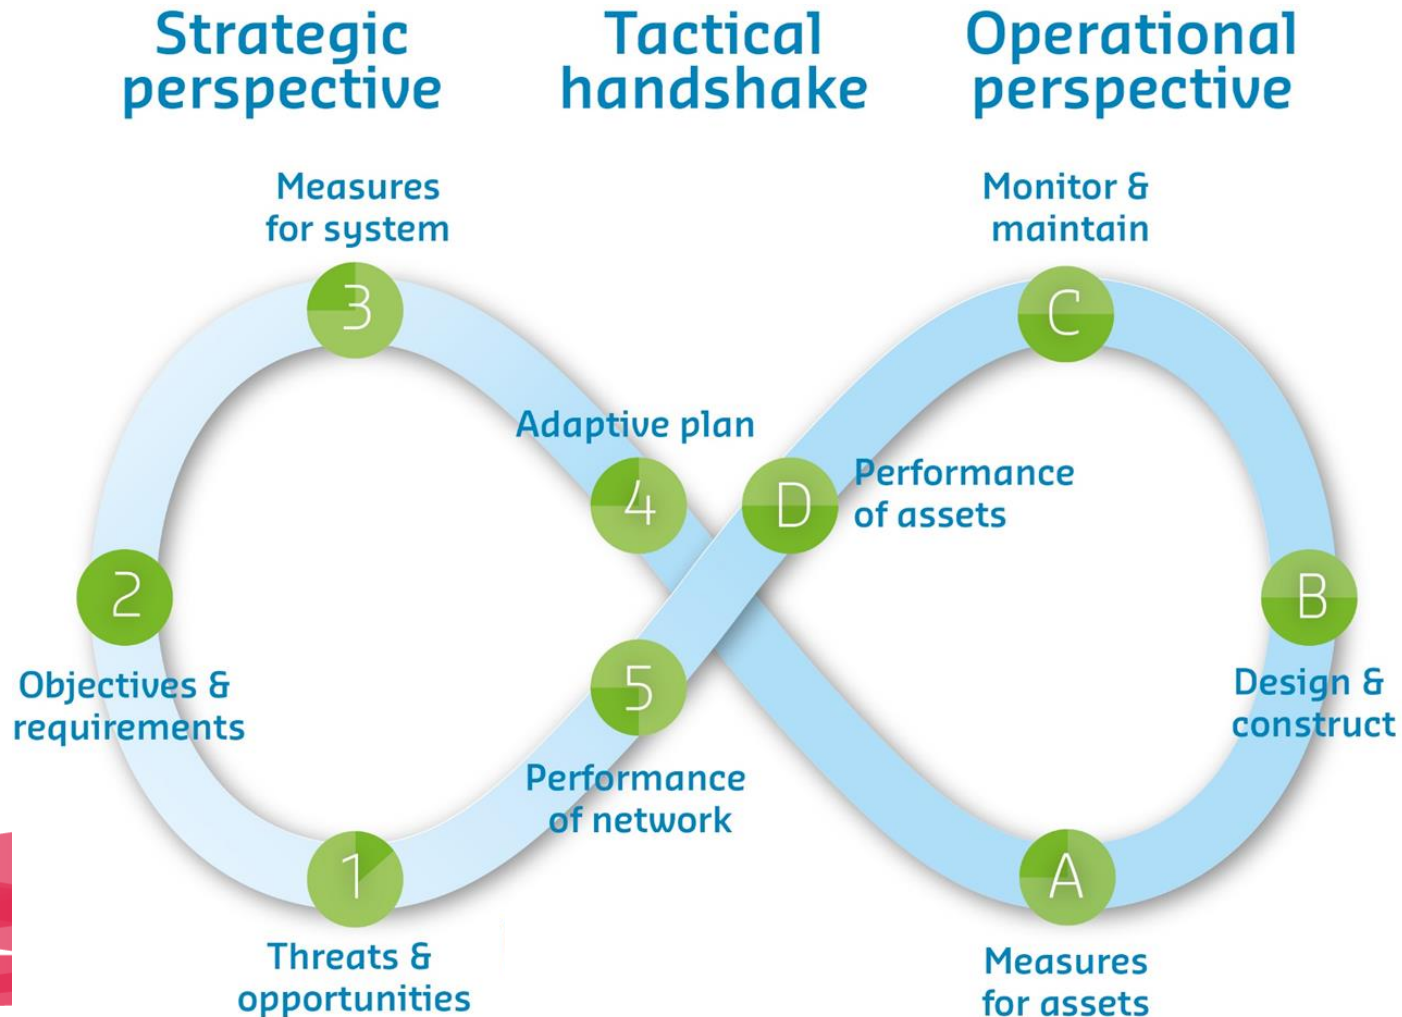 Strategic
perspective
Tactical
handshake
Operational
perspective
Measures
for system
Monitor &
maintain
3
C
Adaptive plan
4
D
Performance
of assets
2
B
Objectives &
requirements
5
Design &
construct
Performance
of network
1
A
Threats &
opportunities
Measures
for assets